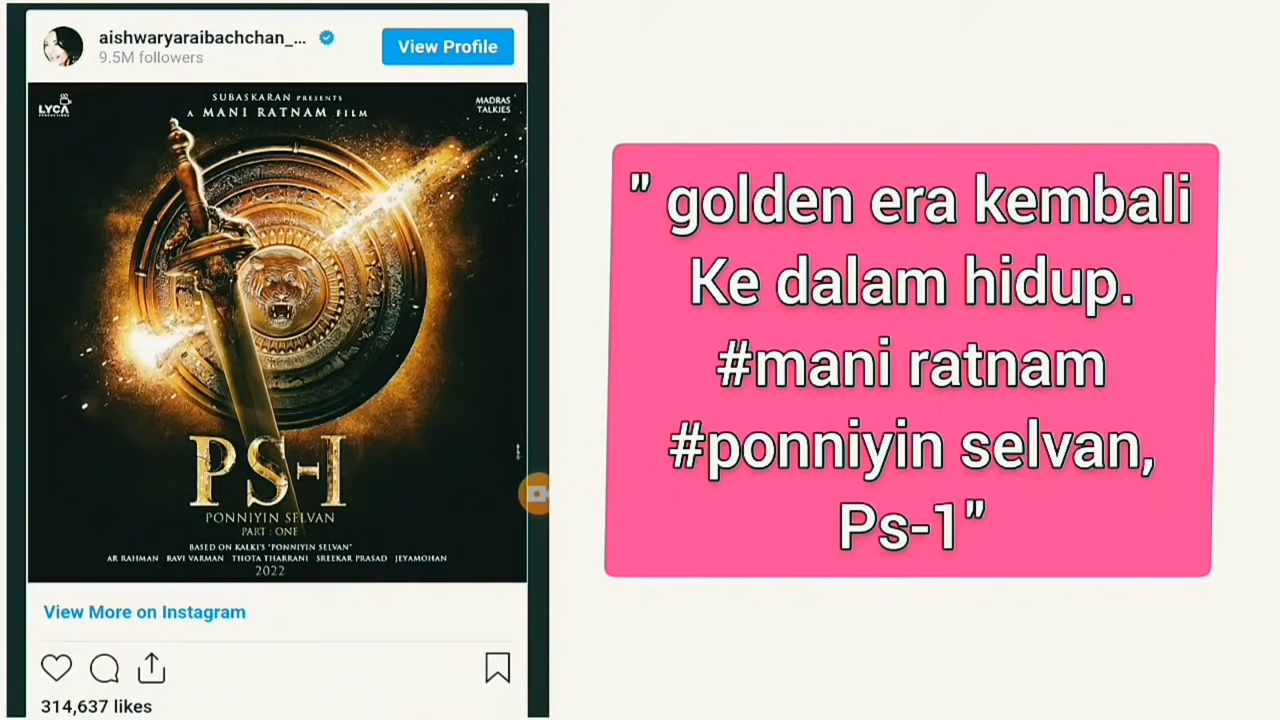 aishwaryaraibachchan_...
9.5M followers
View Profile
LYCA
PRODUCTIONS
SUBASKARAN PRESENTS
A MANI RATNAM FILM
MADRAS
TALKIES
PS-I
PONNIYIN SELVAN
PART : ONE
BASED ON KALKI'S "PONNIYIN SELVAN"
AR RAHMAN RAVI VARMAN THOTA THARRANI SREEKAR PRASAD JEYAMOHAN
2022
View More on Instagram
314,637 likes
" golden era kembali
Ke dalam hidup.
#mani ratnam
#ponniyin selvan,
Ps-1"